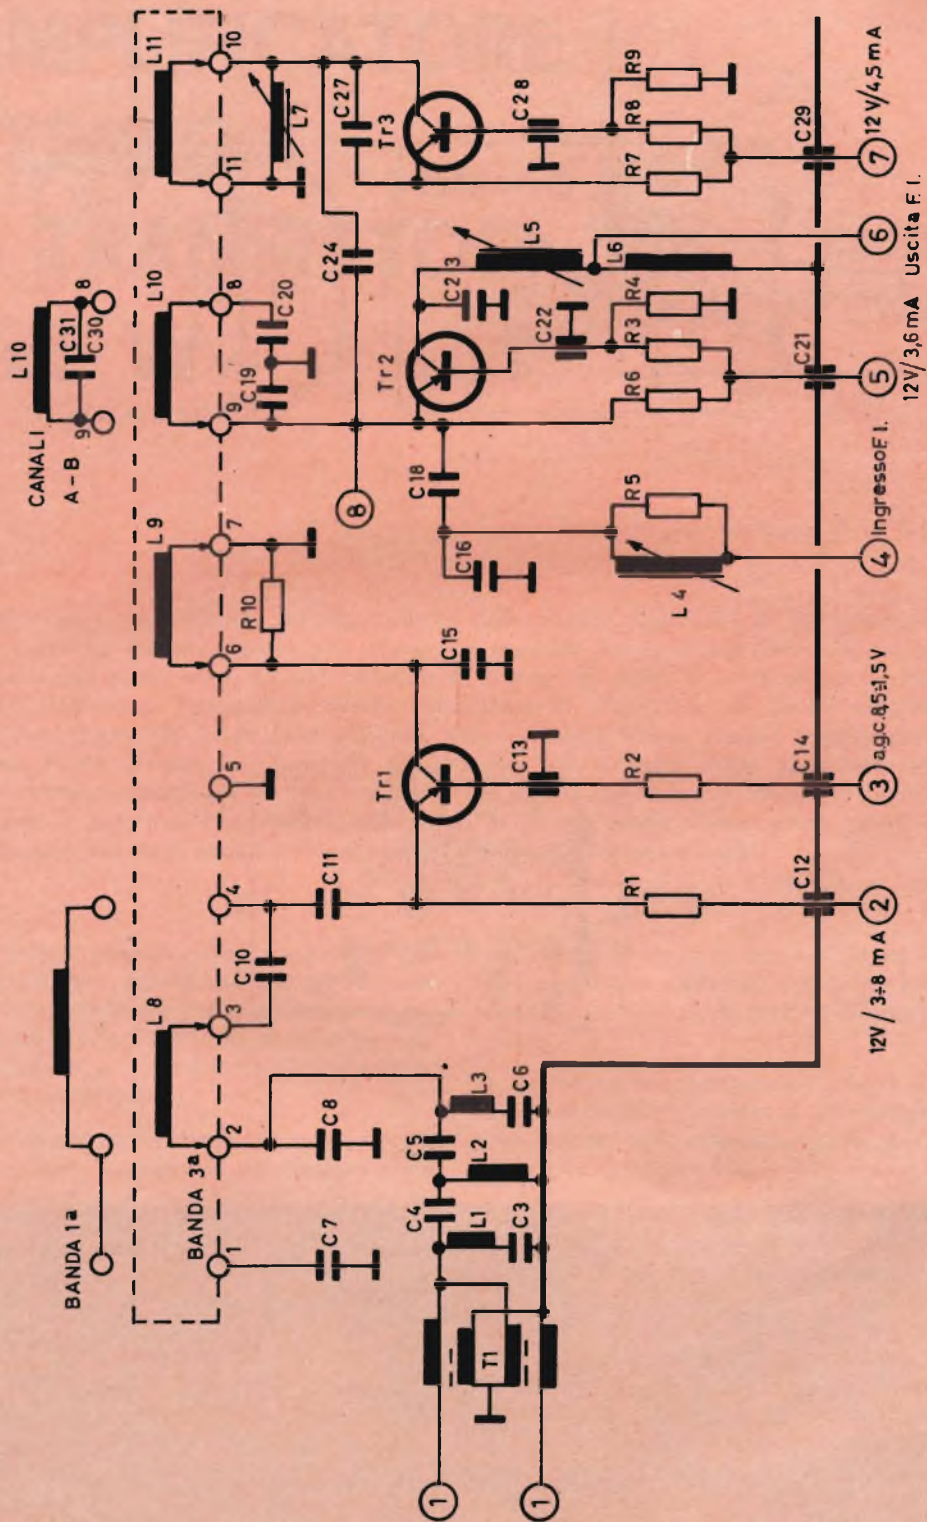 BANDA 1a
CANALI
A-B
L10
C31
C30
9
8
L8
L9
L10
L11
BANDA 3a
1
2
3
4
5
6
7
9
8
11
10
C7
C8
C10
C11
R10
C19
C20
C24
L7
C27
8
Tr1
Tr2
Tr3
C15
C16
C18
C2 3
C22
C28
C13
L5
L6
1
1
T1
C4
C5
L1
L2
L3
C3
C6
R1
R2
L4
R5
R6
R3
R4
R7
R8
R9
C12
C14
C21
C29
2
12V/3÷8 mA
3
a.g.c. 8,5÷1,5V
4
Ingresso F.I.
5
12V/3,6mA
6
Uscita F.I.
7
12V/4,5mA